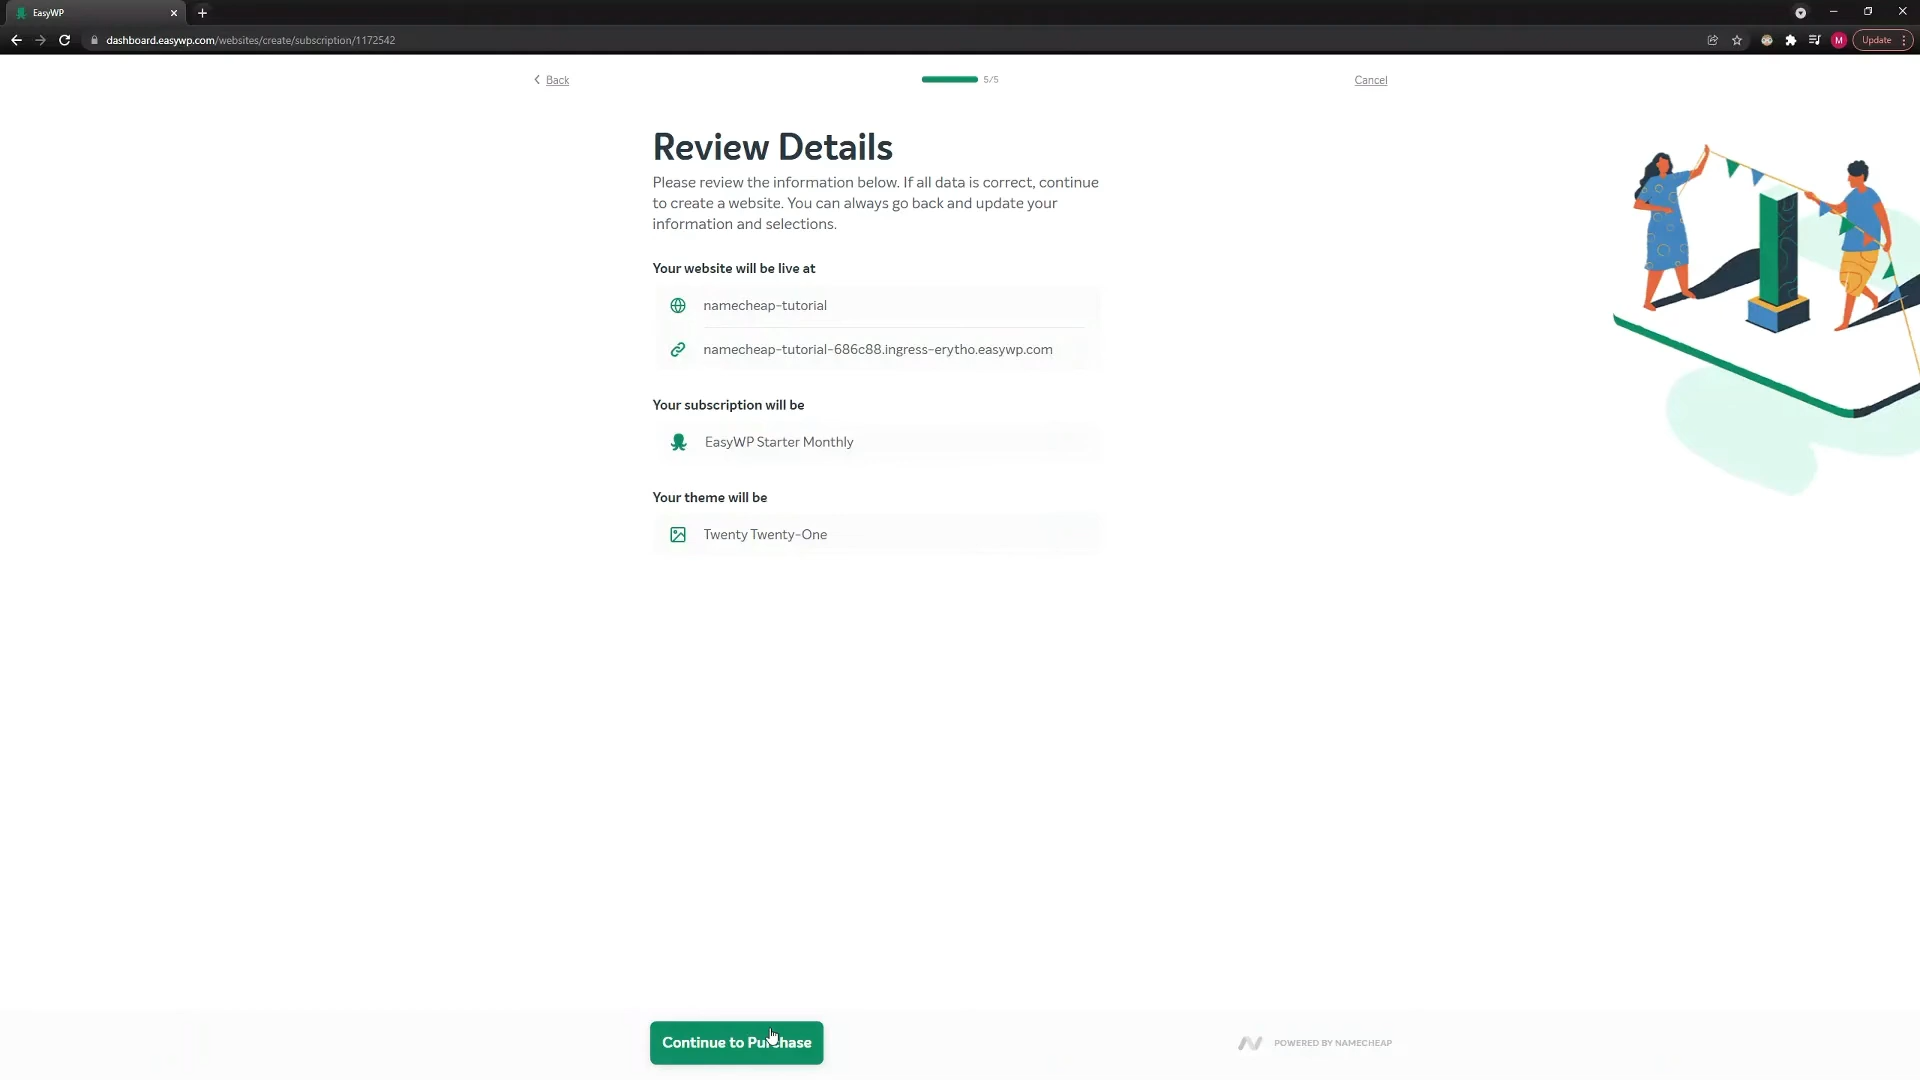 EasyWP
dashboard.easywp.com/websites/create/subscription/1172542
M
Update
Back
5/5
Cancel
Review Details
Please review the information below. If all data is correct, continue
to create a website. You can always go back and update your
information and selections.
Your website will be live at
namecheap-tutorial
namecheap-tutorial-686c88.ingress-erytho.easywp.com
Your subscription will be
EasyWP Starter Monthly
Your theme will be
Twenty Twenty-One
Continue to Purchase
POWERED BY NAMECHEAP